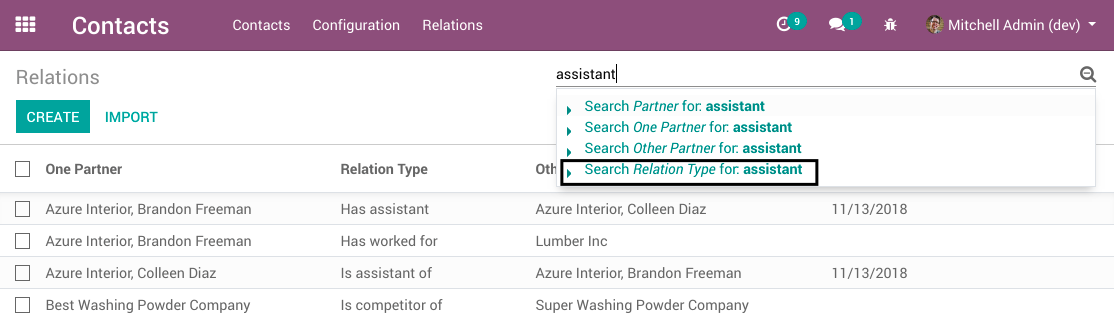 Contacts Contacts Configuration Relations 9 1 Mitchell Admin (dev)
Relations assistant
CREATE IMPORT
Search Partner for: assistant
Search One Partner for: assistant
Search Other Partner for: assistant
Search Relation Type for: assistant
One Partner Relation Type Oth
Azure Interior, Brandon Freeman Has assistant Azure Interior, Colleen Diaz 11/13/2018
Azure Interior, Brandon Freeman Has worked for Lumber Inc
Azure Interior, Colleen Diaz Is assistant of Azure Interior, Brandon Freeman 11/13/2018
Best Washing Powder Company Is competitor of Super Washing Powder Company